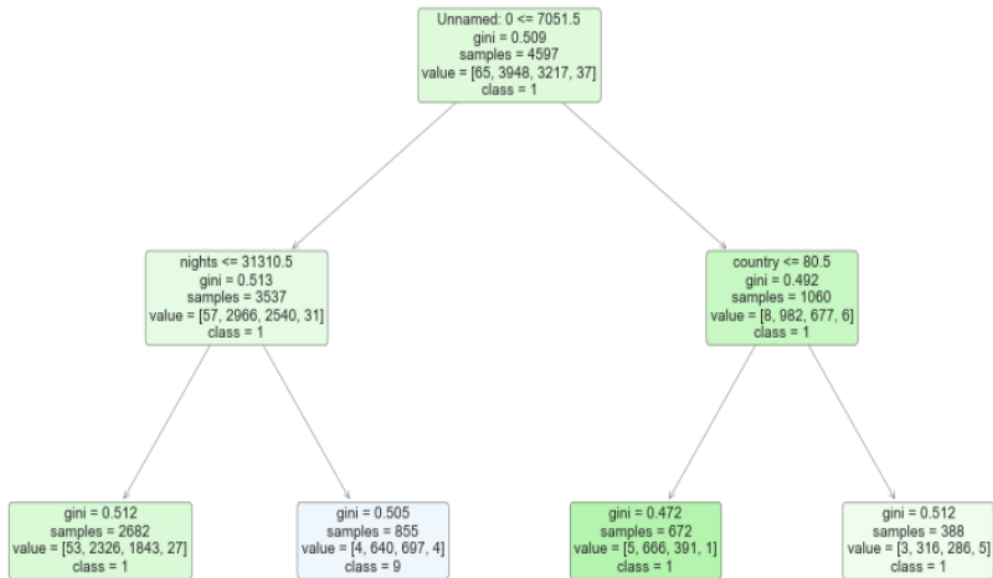 Unnamed: 0 <= 7051.5
gini = 0.509
samples = 4597
value = [65, 3948, 3217, 37]
class = 1
nights <= 31310.5
gini = 0.513
samples = 3537
value = [57, 2966, 2540, 31]
class = 1
country <= 80.5
gini = 0.492
samples = 1060
value = [8, 982, 677, 6]
class = 1
gini = 0.512
samples = 2682
value = [53, 2326, 1843, 27]
class = 1
gini = 0.505
samples = 855
value = [4, 640, 697, 4]
class = 9
gini = 0.472
samples = 672
value = [5, 666, 391, 1]
class = 1
gini = 0.512
samples = 388
value = [3, 316, 286, 5]
class = 1